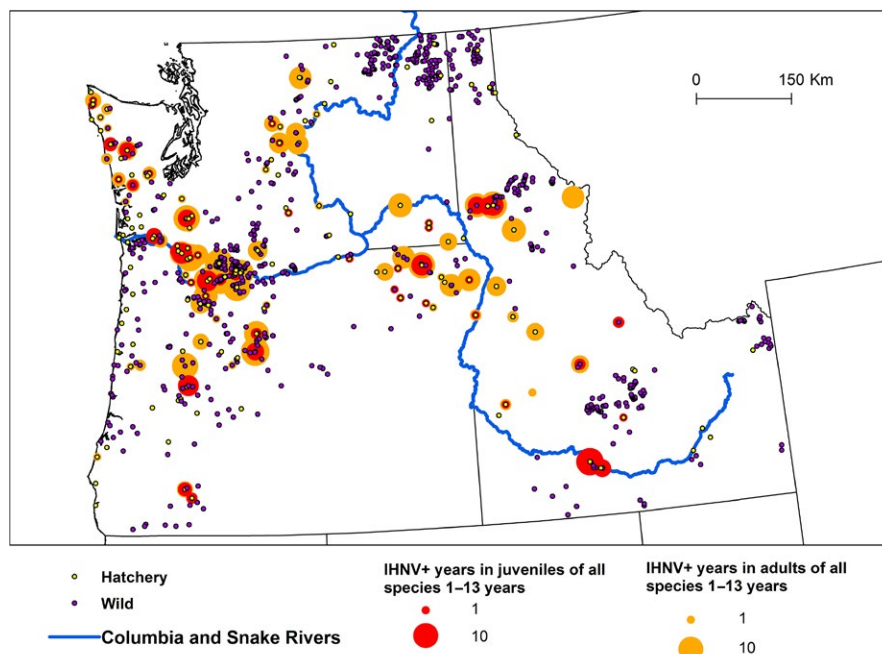 0 150 Km
Hatchery
Wild
Columbia and Snake Rivers
IHNV+ years in juveniles of all
species 1–13 years
1
10
IHNV+ years in adults of all
species 1–13 years
1
10